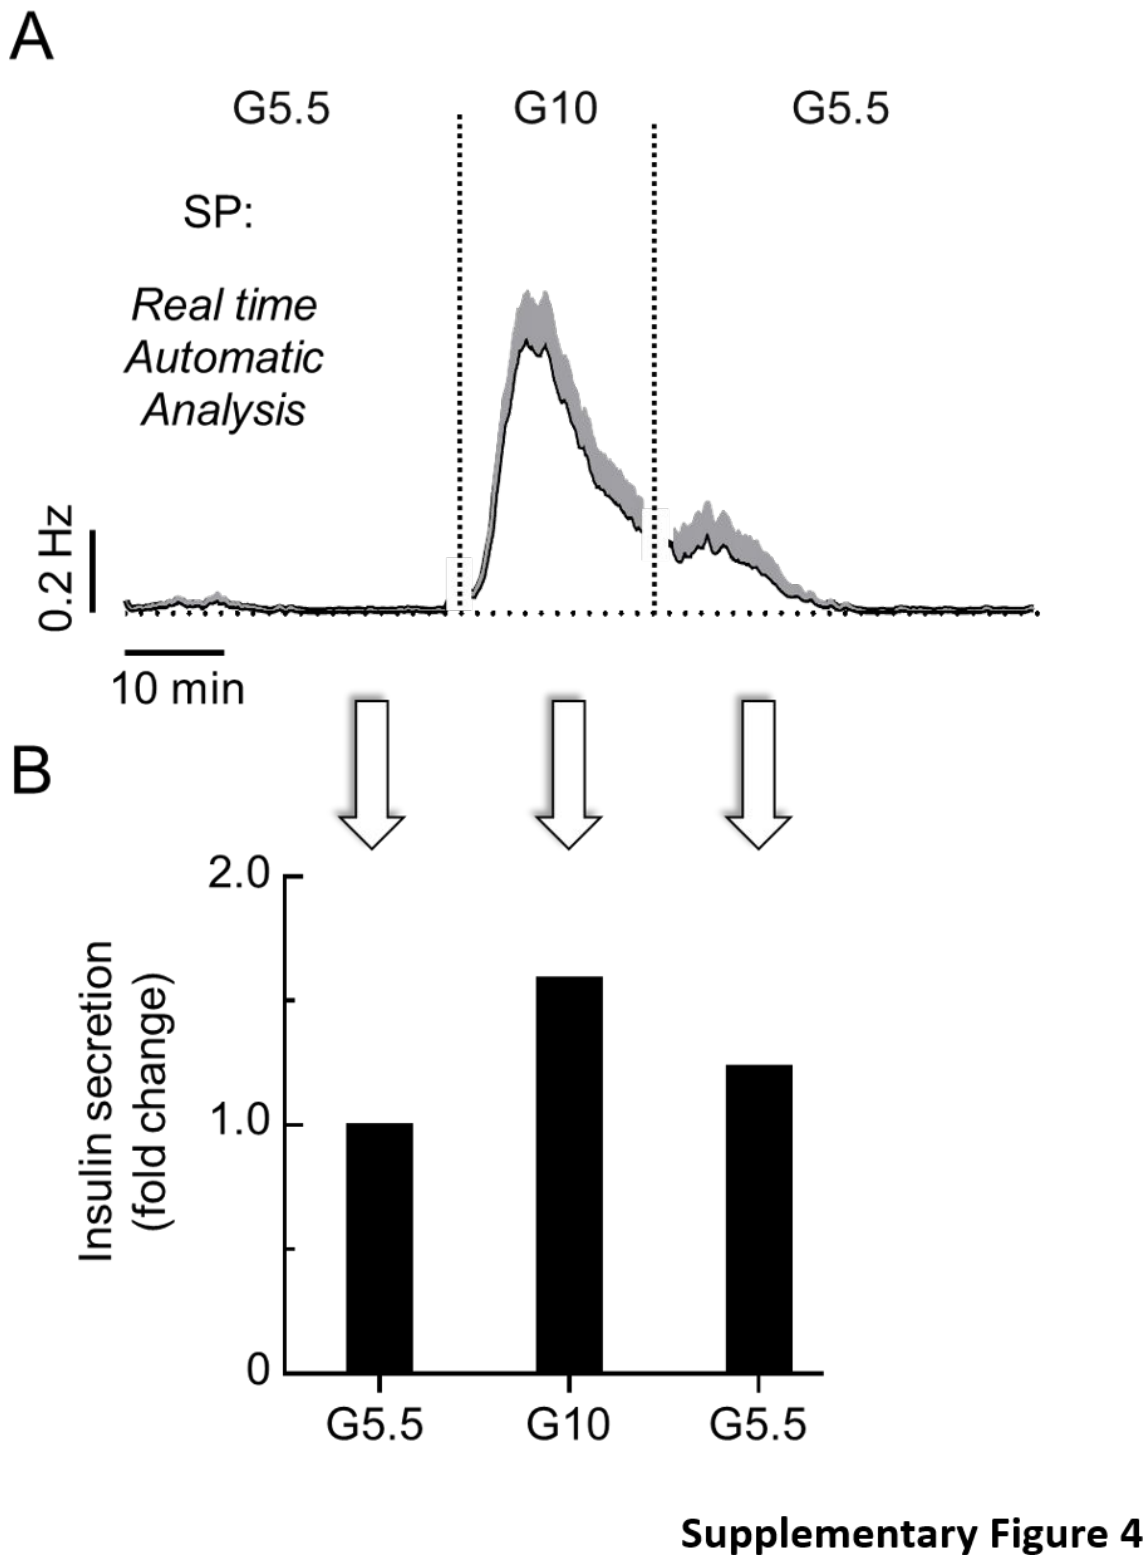 A
G5.5 G10 G5.5
SP:
Real time
Automatic
Analysis
0.2 Hz
10 min
B
2.0
1.0
0
Insulin secretion
(fold change)
G5.5 G10 G5.5
Supplementary Figure 4